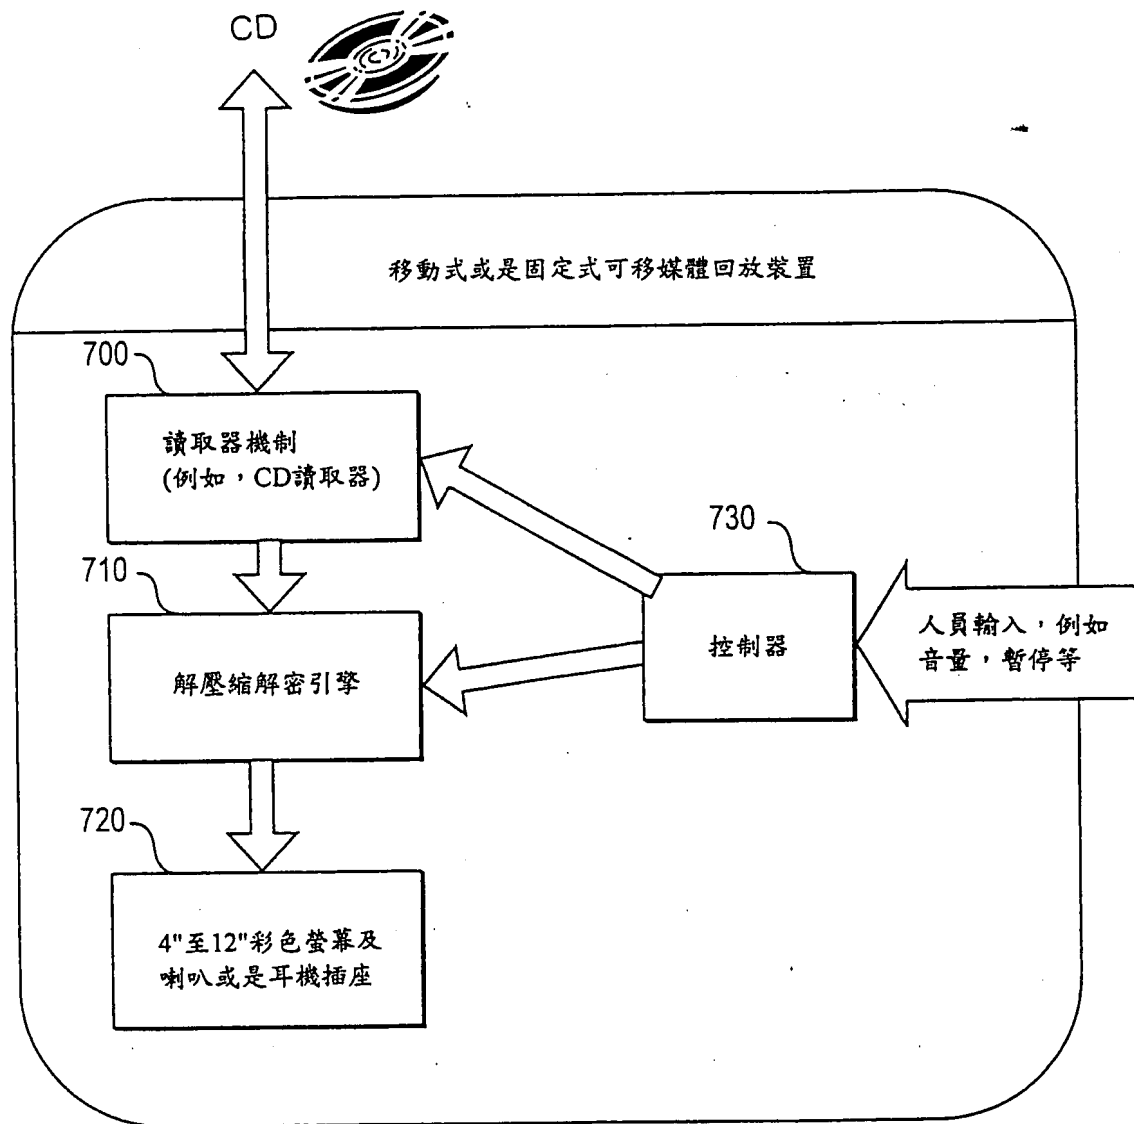 CD
移動式或是固定式可移媒體回放裝置
700
讀取器機制
(例如，CD讀取器)
730
710
人員輸入，例如
音量，暫停等
控制器
解壓縮解密引擎
720
4"至12"彩色螢幕及
喇叭或是耳機插座